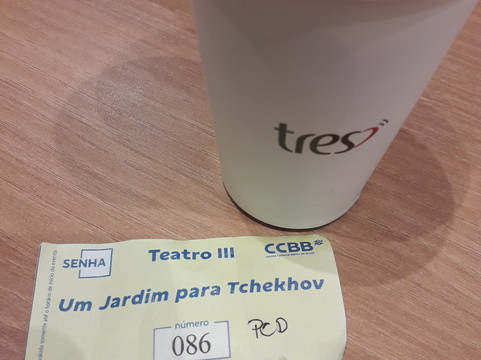 tres
SENHA
Teatro III
CCBB
Um Jardim para Tchekhov
número
086
PCD